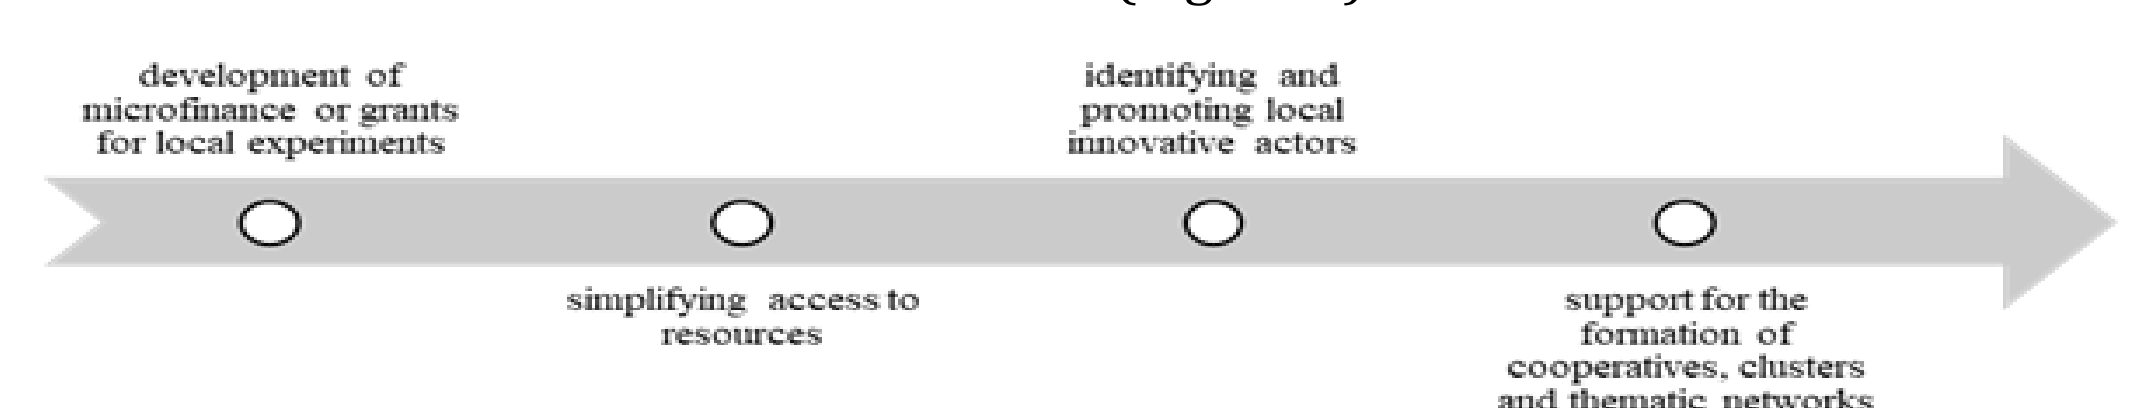 development of
microfinance or grants
for local experiments
simplifying access to
resources
identifying and
promoting local
innovative actors
support for the
formation of
cooperatives, clusters
and thematic networks